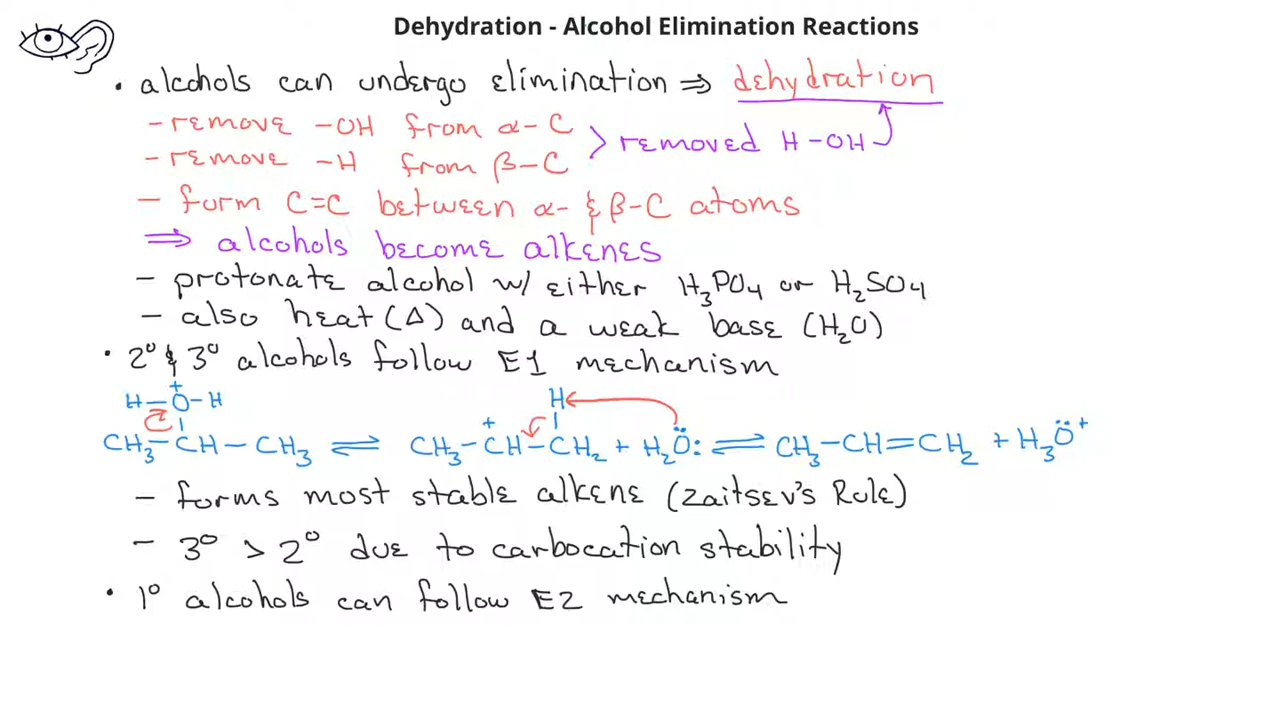 Dehydration - Alcohol Elimination Reactions
• alcohols can undergo elimination ⇒ dehydration
- remove -OH from α-C
> removed H-OH
- remove -H from β-C
- form C=C between α- & β-C atoms
⇒ alcohols become alkenes
- protonate alcohol w/ either H₃PO₄ or H₂SO₄
- also heat (Δ) and a weak base (H₂O)
• 2° & 3° alcohols follow E1 mechanism
H-O⁺-H H
CH₃-CH-CH₃ ⇌ CH₃-C⁺H-CH₂ + H₂Ö: ⇌ CH₃-CH=CH₂ + H₃Ö⁺
- forms most stable alkene (Zaitsev's Rule)
- 3° > 2° due to carbocation stability
• 1° alcohols can follow E2 mechanism